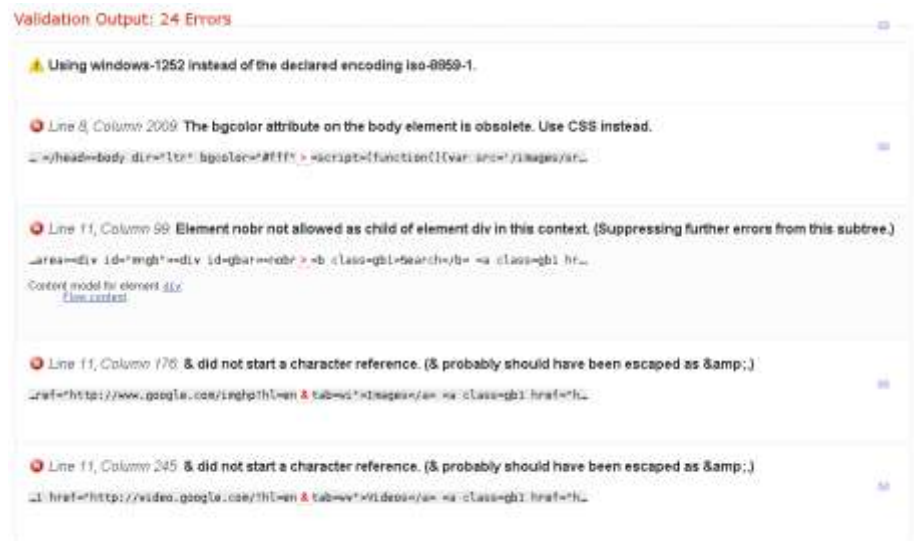 Validation Output: 24 Errors
Using windows-1252 instead of the declared encoding iso-8859-1.
Line 8, Column 2009: The bgcolor attribute on the body element is obsolete. Use CSS instead.
… </head><body dir="ltr" bgcolor="#fff" > <script>(function(){var src='/images/sr…
Line 11, Column 99: Element nobr not allowed as child of element div in this context. (Suppressing further errors from this subtree.)
…area><div id="mngb"><div id=gbar><nobr > <b class=gb1>Search</b> <a class=gb1 hr…
Content model for element div:
Flow content.
Line 11, Column 176: & did not start a character reference. (& probably should have been escaped as &amp;.)
…ref="http://www.google.com/imghp?hl=en & tab=wi">Images</a> <a class=gb1 href="h…
Line 11, Column 245: & did not start a character reference. (& probably should have been escaped as &amp;.)
…1 href="http://video.google.com/?hl=en & tab=wv">Videos</a> <a class=gb1 href="h…